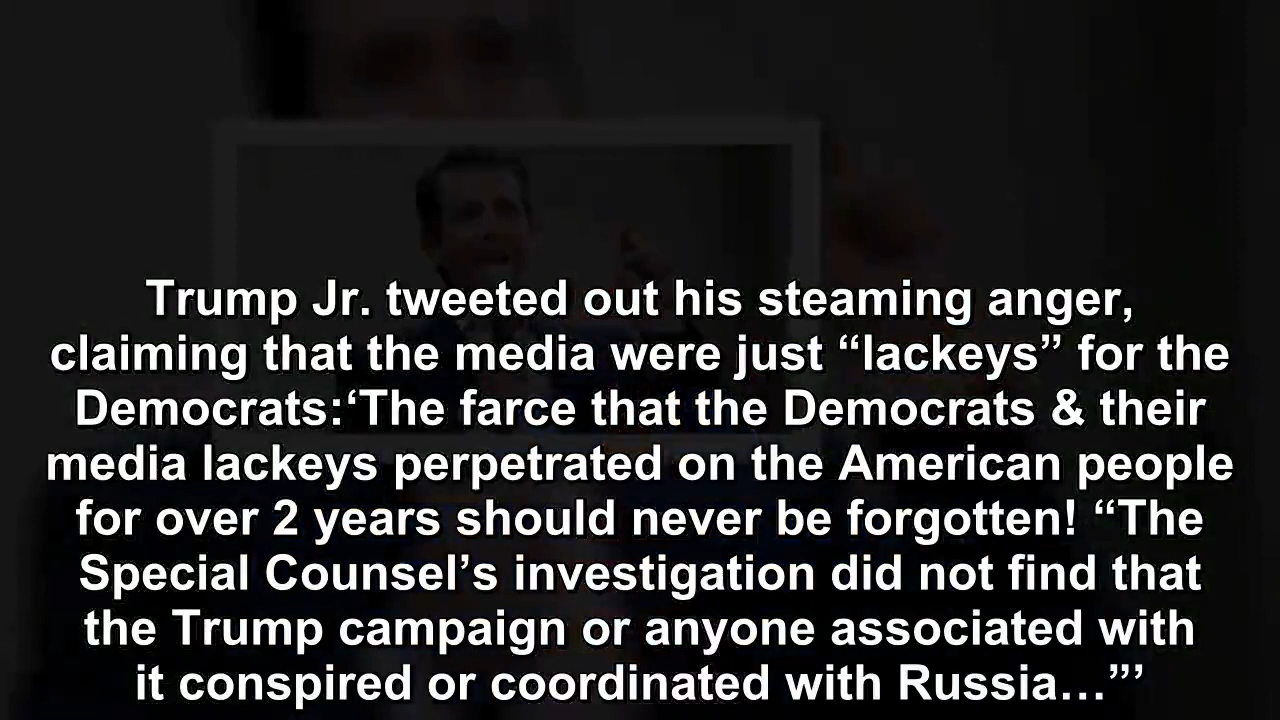 Trump Jr. tweeted out his steaming anger,
claiming that the media were just “lackeys” for the
Democrats:‘The farce that the Democrats & their
media lackeys perpetrated on the American people
for over 2 years should never be forgotten! “The
Special Counsel’s investigation did not find that
the Trump campaign or anyone associated with
it conspired or coordinated with Russia…”’